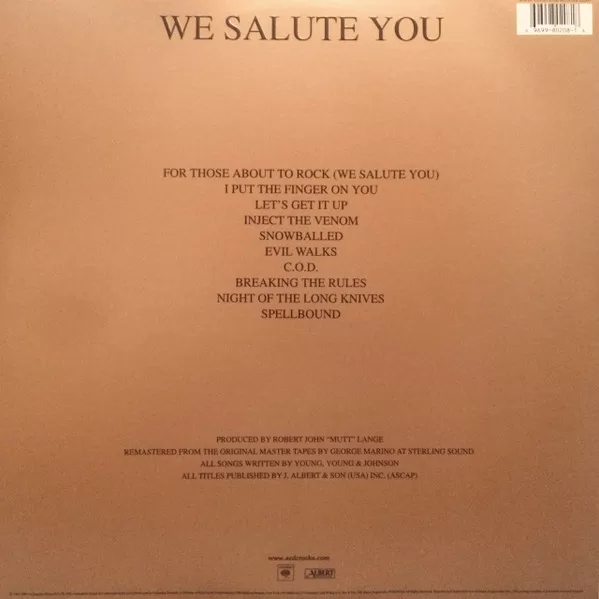 WE SALUTE YOU
FOR THOSE ABOUT TO ROCK (WE SALUTE YOU)
I PUT THE FINGER ON YOU
LET'S GET IT UP
INJECT THE VENOM
SNOWBALLED
EVIL WALKS
C.O.D.
BREAKING THE RULES
NIGHT OF THE LONG KNIVES
SPELLBOUND
PRODUCED BY ROBERT JOHN "MUTT" LANGE
REMASTERED FROM THE ORIGINAL MASTER TAPES BY GEORGE MARINO AT STERLING SOUND
ALL SONGS WRITTEN BY YOUNG, YOUNG & JOHNSON
ALL TITLES PUBLISHED BY J. ALBERT & SON (USA) INC. (ASCAP)
www.acdcrocks.com
ALBERT